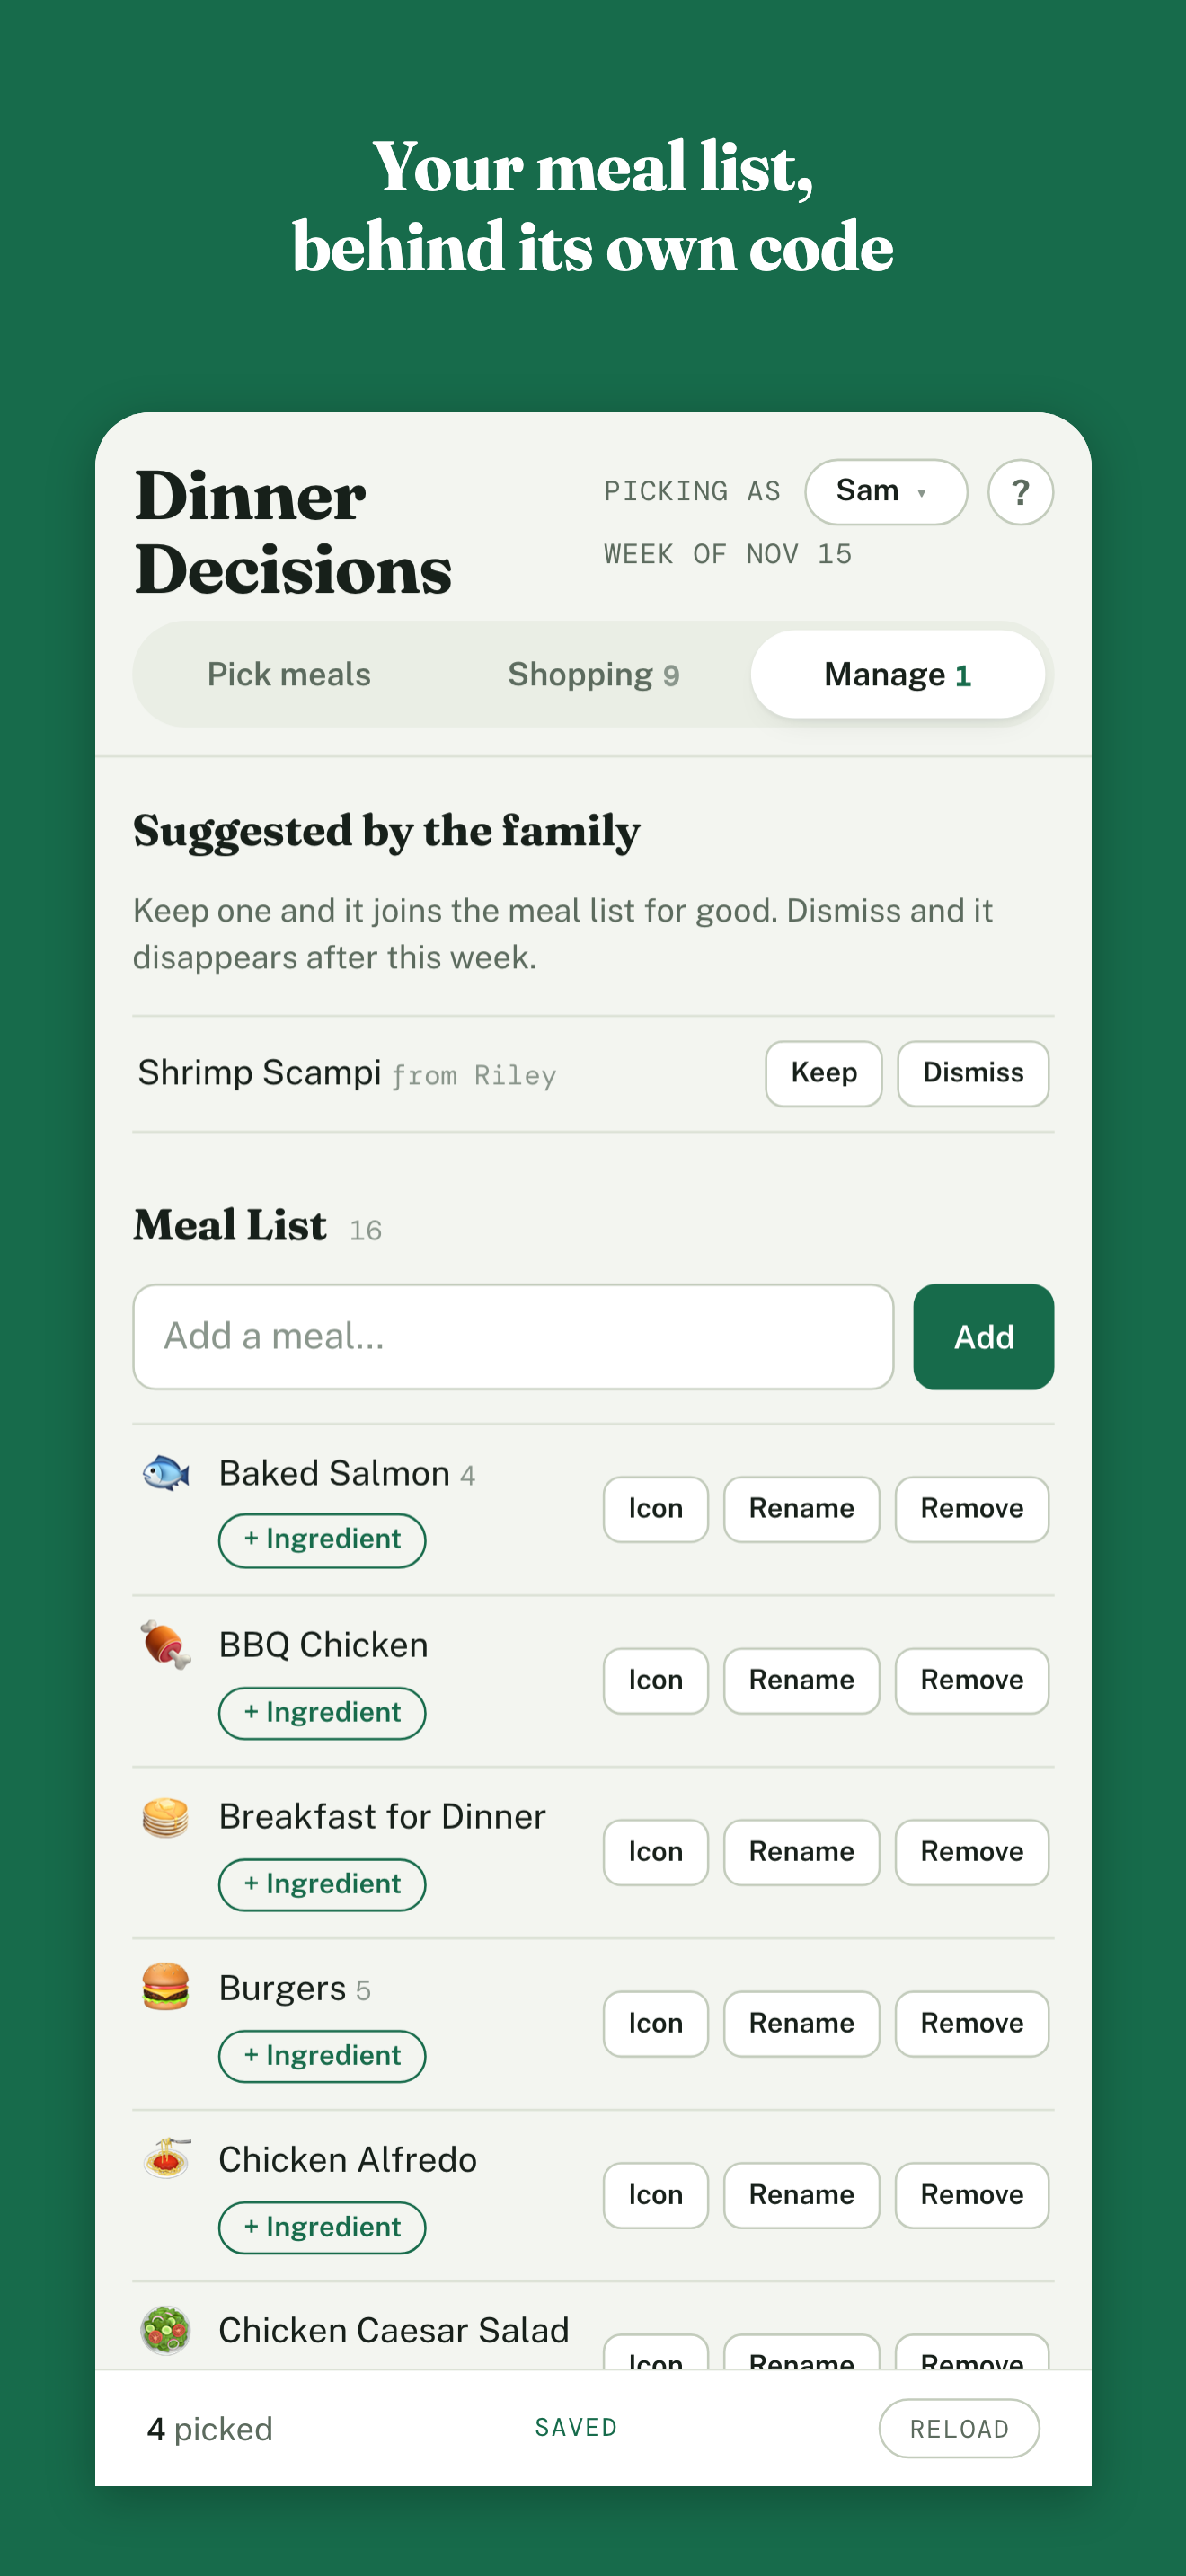 Your meal list,
behind its own code
Dinner
Decisions
PICKING AS Sam ▾ ?
WEEK OF NOV 15
Pick meals Shopping 9 Manage 1
Suggested by the family
Keep one and it joins the meal list for good. Dismiss and it
disappears after this week.
Shrimp Scampi from Riley Keep Dismiss
Meal List 16
Add a meal... Add
Baked Salmon 4
+ Ingredient Icon Rename Remove
BBQ Chicken
+ Ingredient Icon Rename Remove
Breakfast for Dinner
+ Ingredient Icon Rename Remove
Burgers 5
+ Ingredient Icon Rename Remove
Chicken Alfredo
+ Ingredient Icon Rename Remove
Chicken Caesar Salad
Icon Rename Remove
4 picked SAVED RELOAD